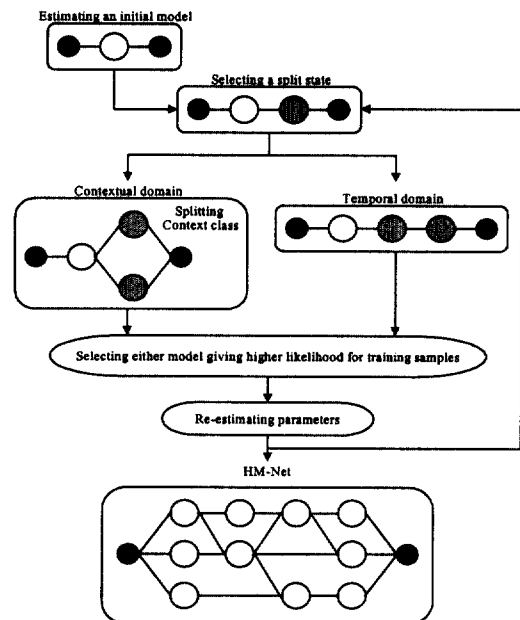 Estimating an initial model
Selecting a split state
Contextual domain
Splitting
Context class
Temporal domain
Selecting either model giving higher likelihood for training samples
Re-estimating parameters
HM-Net